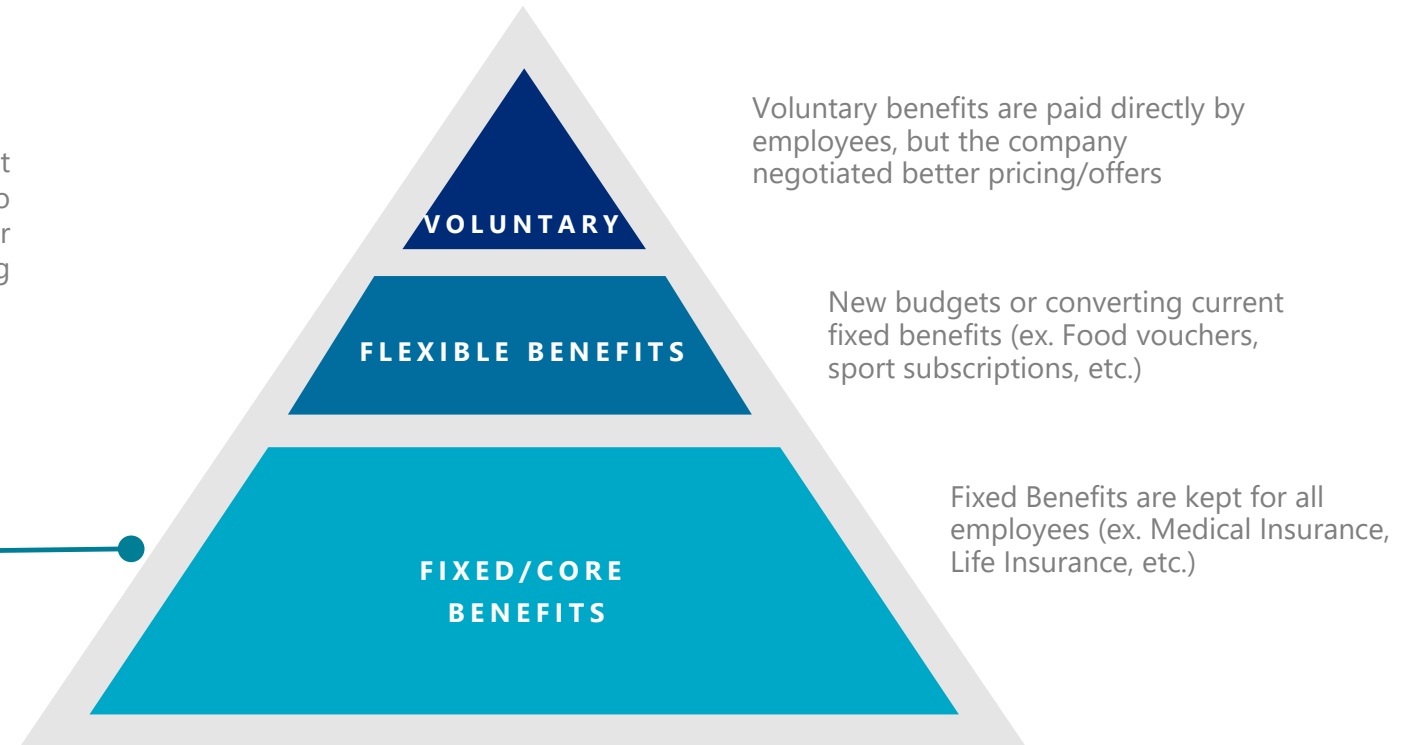 Voluntary benefits are paid directly by
employees, but the company
negotiated better pricing/offers
VOLUNTARY
New budgets or converting current
fixed benefits (ex. Food vouchers,
sport subscriptions, etc.)
FLEXIBLE BENEFITS
Fixed Benefits are kept for all
employees (ex. Medical Insurance,
Life Insurance, etc.)
FIXED/CORE
BENEFITS